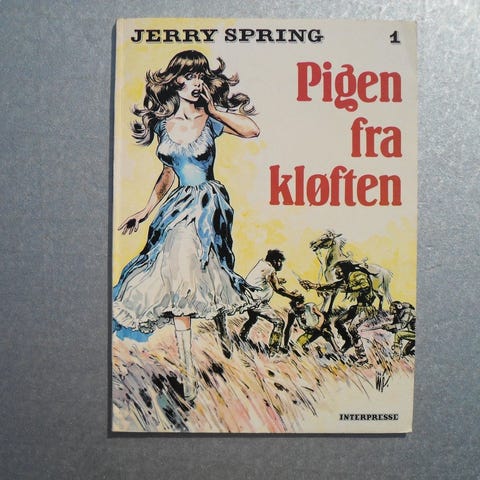 JERRY SPRING 1
Pigen
fra
kløften
INTERPRESSE